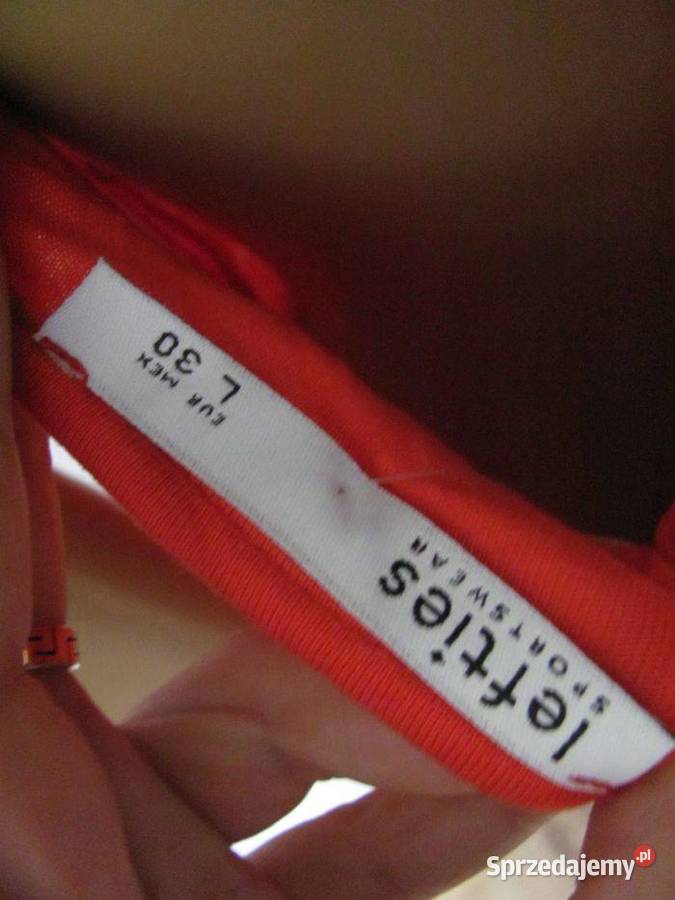 lefties
SPORTSWEAR
EUR MEX
L 30
Sprzedajemy.pl